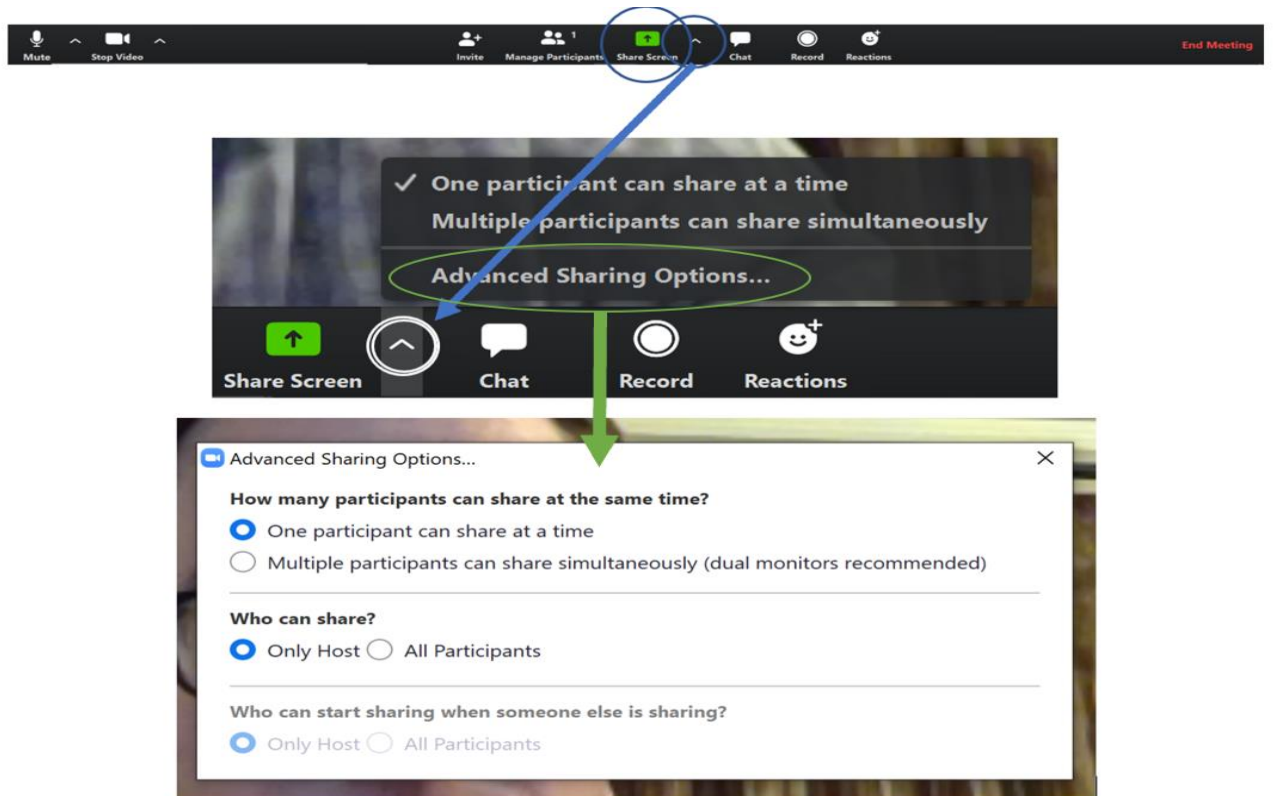 Mute Stop Video Invite Manage Participants 1 Share Screen Chat Record Reactions End Meeting
One participant can share at a time
Multiple participants can share simultaneously
Advanced Sharing Options...
Share Screen Chat Record Reactions
Advanced Sharing Options...
How many participants can share at the same time?
One participant can share at a time
Multiple participants can share simultaneously (dual monitors recommended)
Who can share?
Only Host All Participants
Who can start sharing when someone else is sharing?
Only Host All Participants